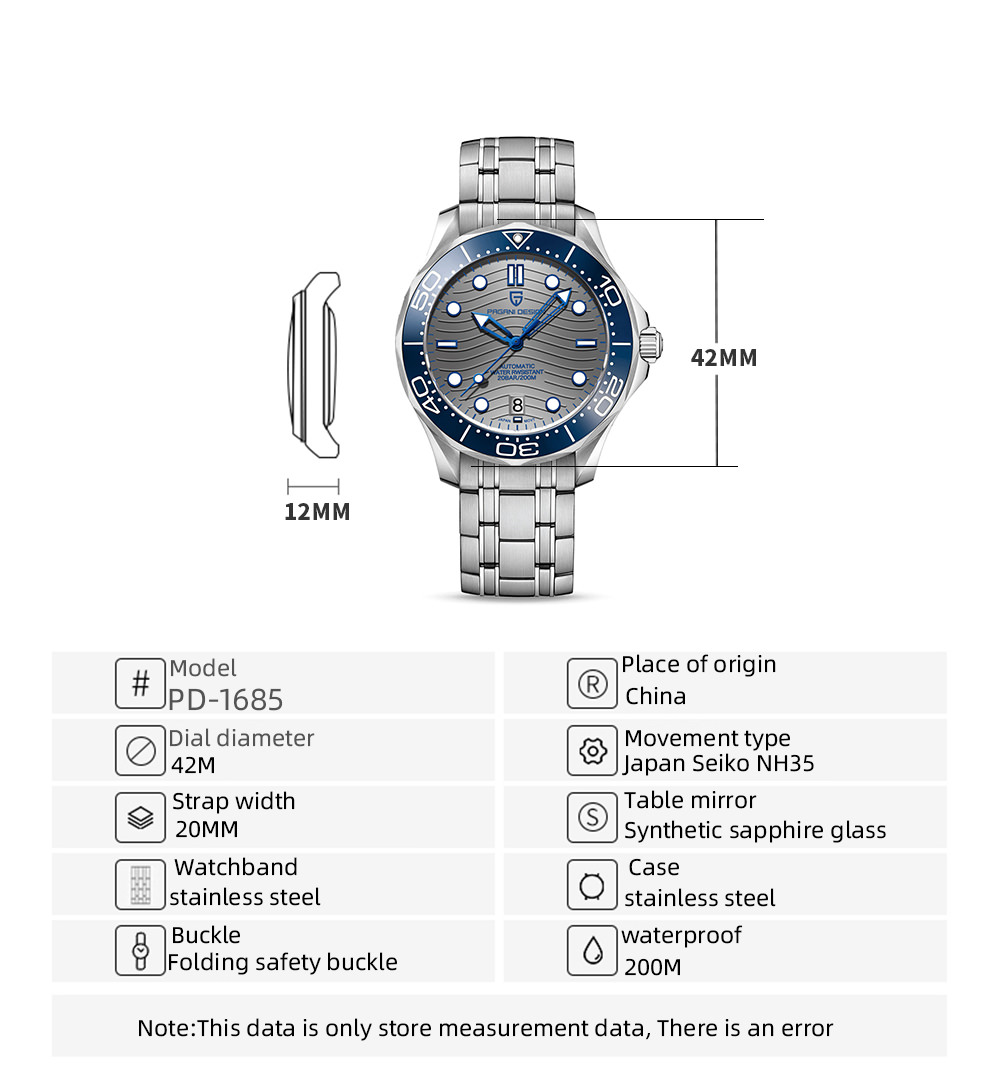 50
10
PAGANI DESIGN
AUTOMATIC
WATER RWSISTANT
20BAR/200M
40
20
8
30
42MM
12MM
#
Model
PD-1685
R
Place of origin
China
Dial diameter
42M
Movement type
Japan Seiko NH35
Strap width
20MM
S
Table mirror
Synthetic sapphire glass
Watchband
stainless steel
Case
stainless steel
Buckle
Folding safety buckle
waterproof
200M
Note:This data is only store measurement data, There is an error